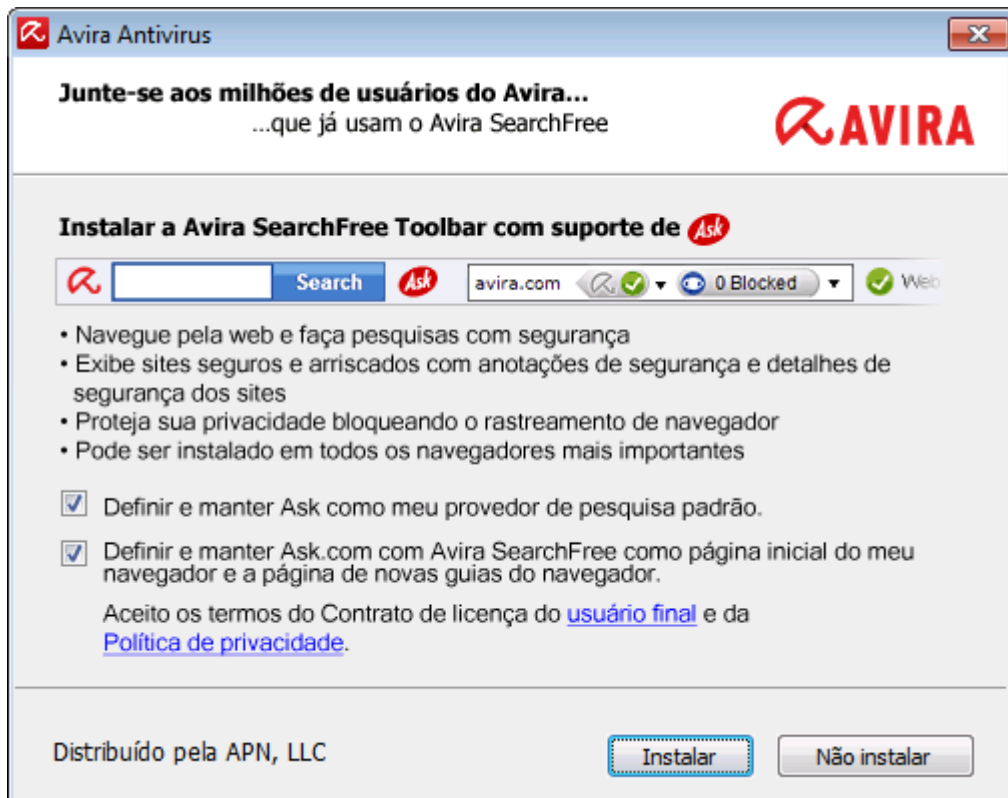 Avira Antivirus
Junte-se aos milhões de usuários do Avira...
...que já usam o Avira SearchFree
AVIRA
Instalar a Avira SearchFree Toolbar com suporte de Ask
Search Ask avira.com 0 Blocked Web
• Navegue pela web e faça pesquisas com segurança
• Exibe sites seguros e arriscados com anotações de segurança e detalhes de
segurança dos sites
• Proteja sua privacidade bloqueando o rastreamento de navegador
• Pode ser instalado em todos os navegadores mais importantes
Definir e manter Ask como meu provedor de pesquisa padrão.
Definir e manter Ask.com com Avira SearchFree como página inicial do meu
navegador e a página de novas guias do navegador.
Aceito os termos do Contrato de licença do usuário final e da
Política de privacidade.
Distribuído pela APN, LLC
Instalar
Não instalar